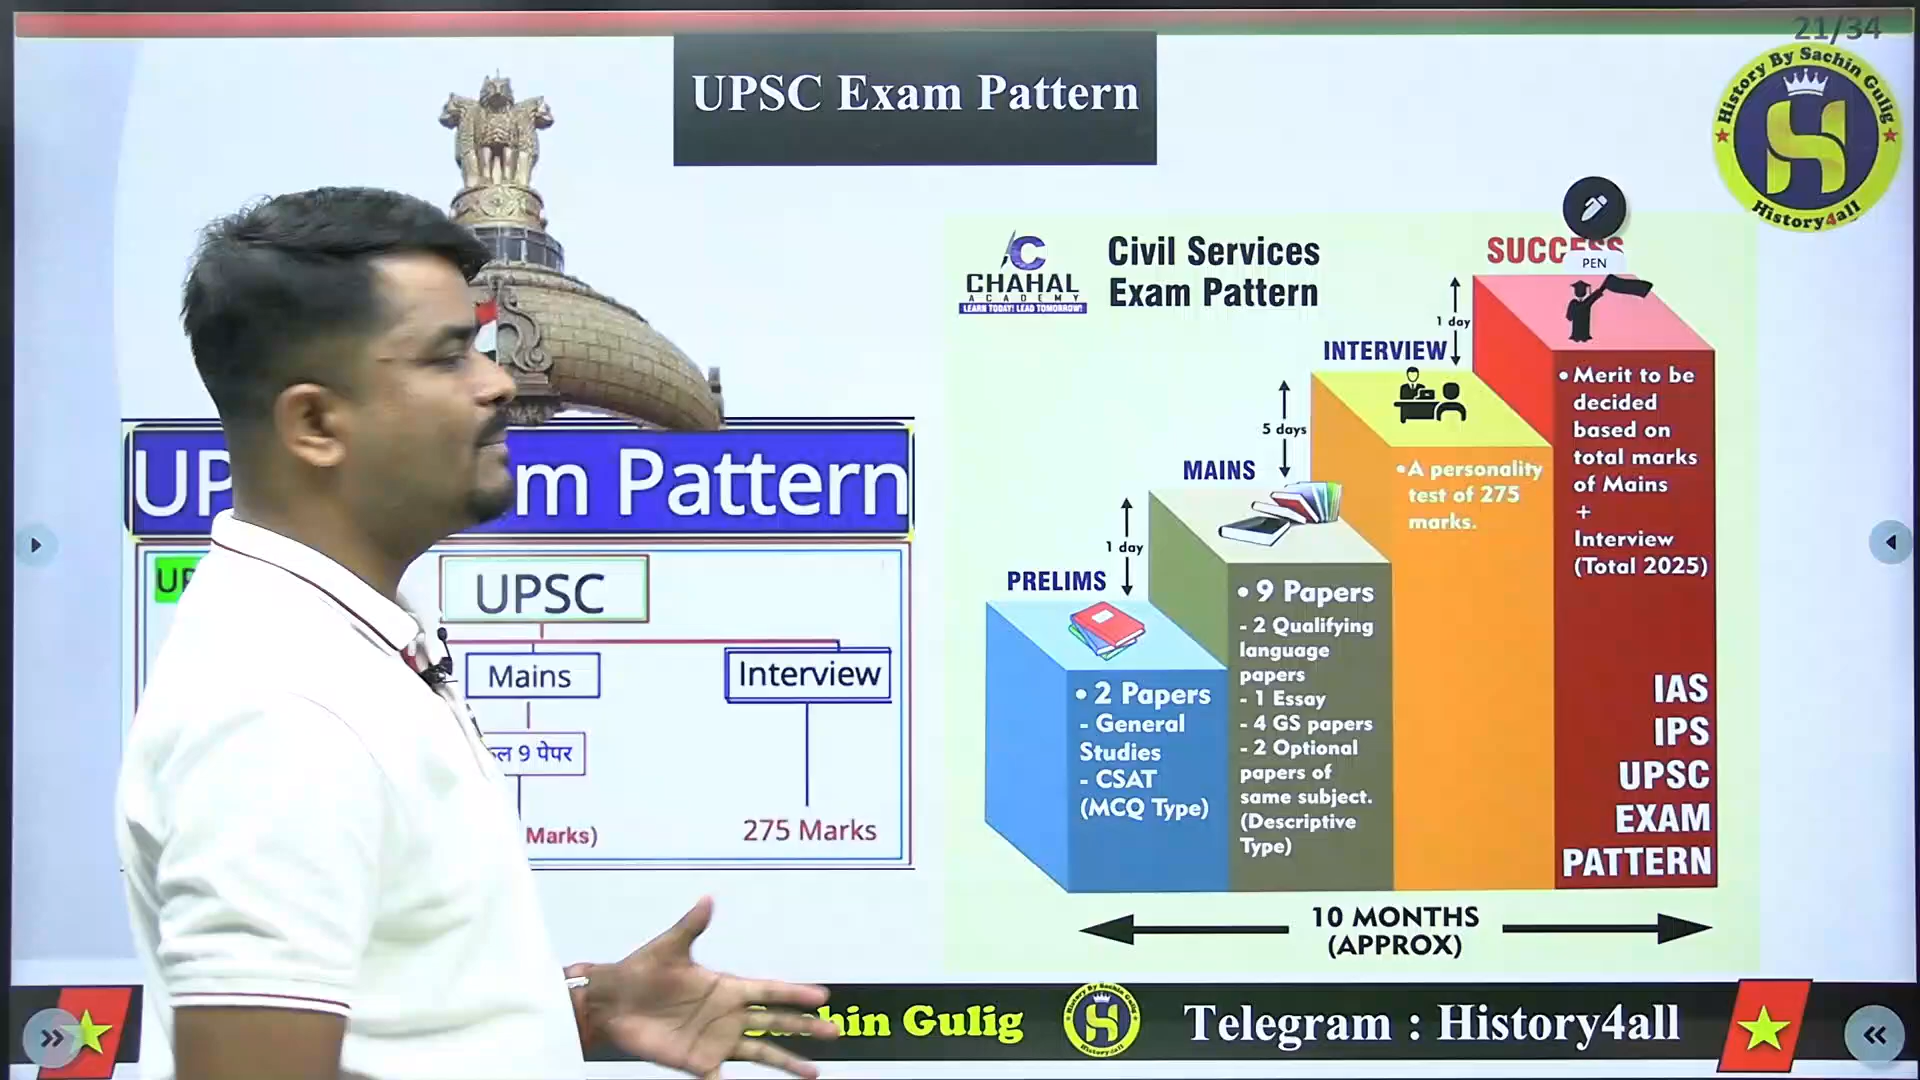 21/34
UPSC Exam Pattern
History By Sachin Gulig
History4all
PEN
CHAHAL
ACADEMY
LEARN TODAY! LEAD TOMORROW!
Civil Services
Exam Pattern
SUCCESS
1 day
INTERVIEW
5 days
MAINS
1 day
PRELIMS
• 2 Papers
- General
Studies
- CSAT
(MCQ Type)
• 9 Papers
- 2 Qualifying
language
papers
- 1 Essay
- 4 GS papers
- 2 Optional
papers of
same subject.
(Descriptive
Type)
• A personality
test of 275
marks.
• Merit to be
decided
based on
total marks
of Mains
+
Interview
(Total 2025)
IAS
IPS
UPSC
EXAM
PATTERN
10 MONTHS
(APPROX)
UP m Pattern
UPSC
Mains
Interview
9 पेपर
Marks)
275 Marks
Sachin Gulig
Telegram : History4all